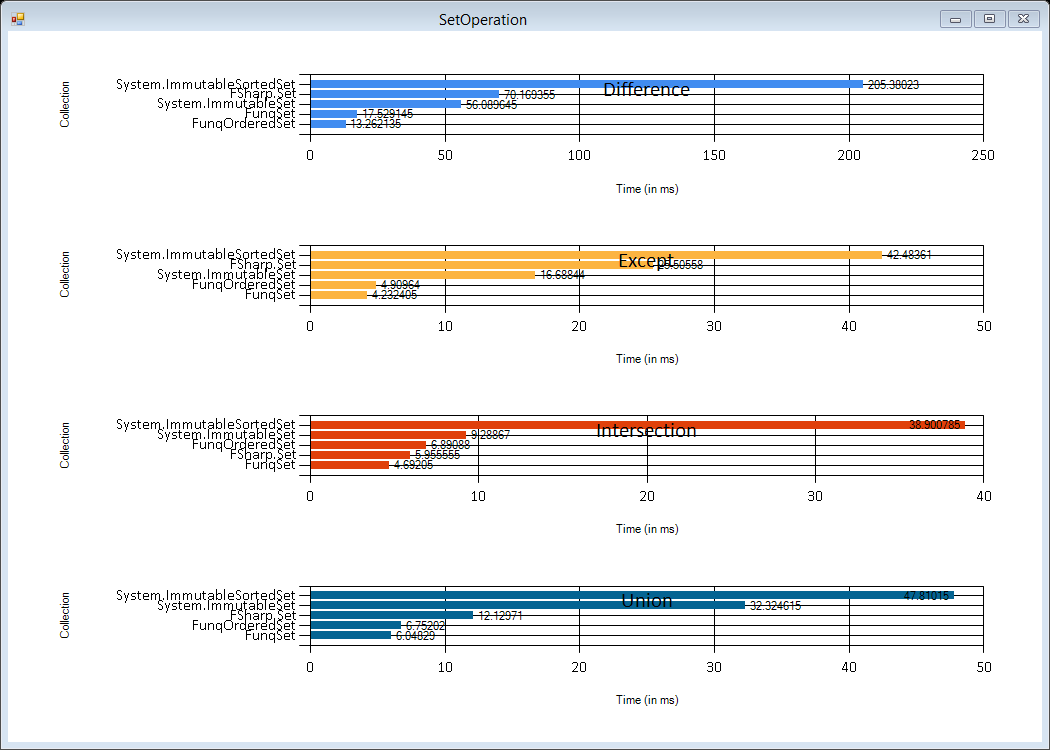 SetOperation
Difference
Collection
System.ImmutableSortedSet 205.38023
FSharp.Set 70.169355
System.ImmutableSet 56.089645
FunqSet 17.529145
FunqOrderedSet 13.262135
0 50 100 150 200 250
Time (in ms)
Except
Collection
System.ImmutableSortedSet 42.48361
FSharp.Set 25.50558
System.ImmutableSet 16.68844
FunqOrderedSet 4.90964
FunqSet 4.232405
0 10 20 30 40 50
Time (in ms)
Intersection
Collection
System.ImmutableSortedSet 38.900785
System.ImmutableSet 9.28867
FunqOrderedSet 6.89088
FSharp.Set 5.955555
FunqSet 4.69205
0 10 20 30 40
Time (in ms)
Union
Collection
System.ImmutableSortedSet 47.81015
System.ImmutableSet 32.324615
FSharp.Set 12.12971
FunqOrderedSet 6.75202
FunqSet 6.04829
0 10 20 30 40 50
Time (in ms)